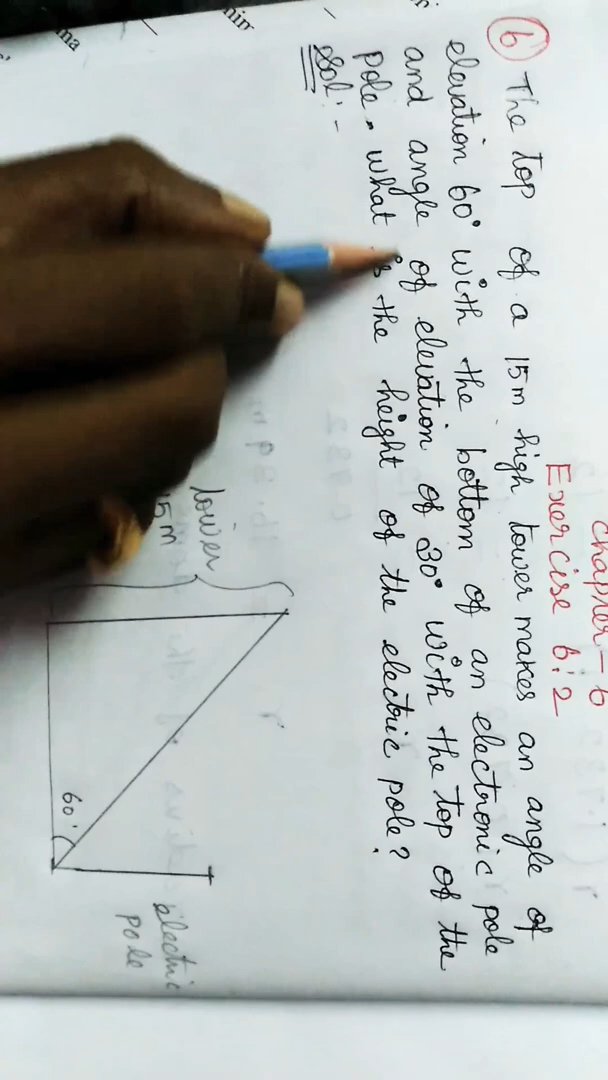 Chapter - 6
Exercise 6.2
(6) The top of a 15m high tower makes an angle of
elevation 60° with the bottom of an electronic pole
and angle of elevation of 30° with the top of the
pole. what is the height of the electric pole?
Sol:-
tower
15m
60°
electric
pole